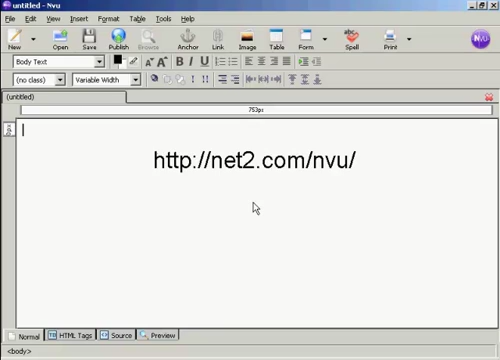 untitled - Nvu
File Edit View Insert Format Table Tools Help
New Open Save Publish Browse Anchor Link Image Table Form Spell Print
Nvu
Body Text A A B I U
(no class) Variable Width
(untitled)
753px
http://net2.com/nvu/
Normal HTML Tags Source Preview
<body>